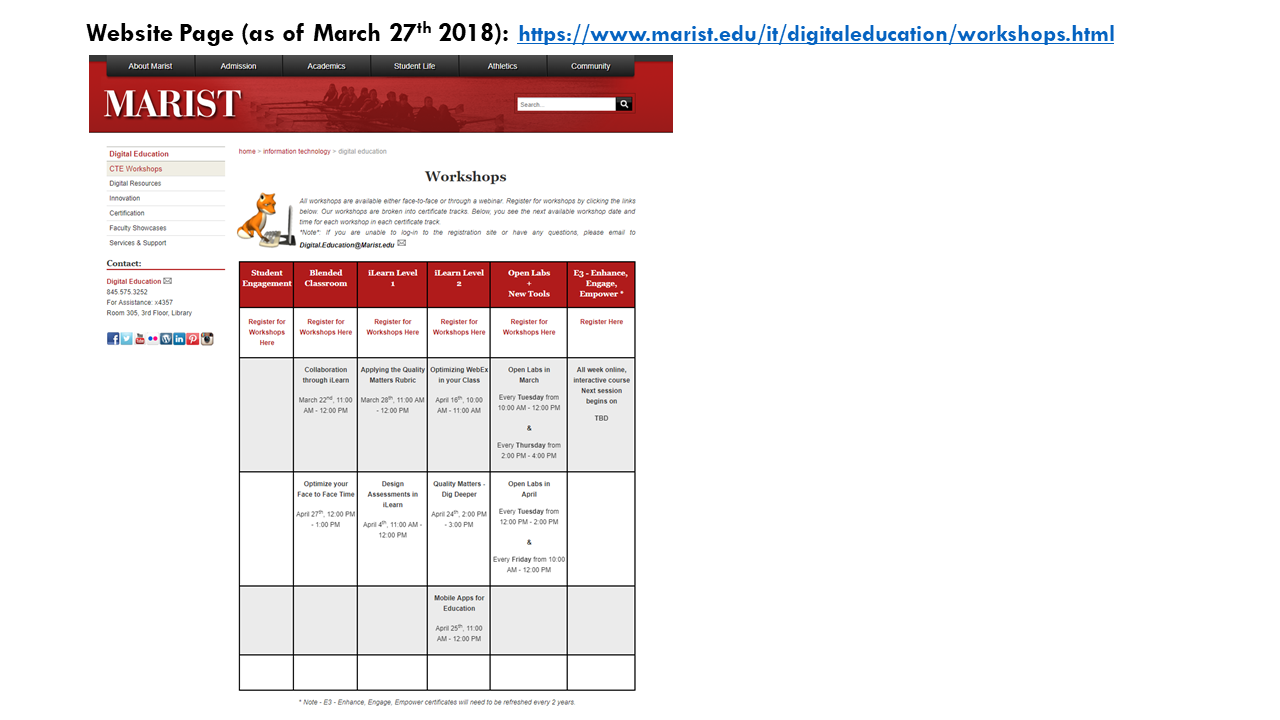 Website Page (as of March 27th 2018): https://www.marist.edu/it/digitaleducation/workshops.html
About Marist Admission Academics Student Life Athletics Community
MARIST
Search...
Digital Education
CTE Workshops
Digital Resources
Innovation
Certification
Faculty Showcases
Services & Support
Contact:
Digital Education
845.575.3252
For Assistance: x4357
Room 305, 3rd Floor, Library
home > information technology > digital education
Workshops
All workshops are available either face-to-face or through a webinar. Register for workshops by clicking the links
below. Our workshops are broken into certificate tracks. Below, you see the next available workshop date and
time for each workshop in each certificate track.
*Note*: If you are unable to log-in to the registration site or have any questions, please email to
Digital.Education@Marist.edu
Student
Engagement
Blended
Classroom
iLearn Level
1
iLearn Level
2
Open Labs
+
New Tools
E3 - Enhance,
Engage,
Empower *
Register for
Workshops
Here
Register for
Workshops Here
Register for
Workshops Here
Register for
Workshops Here
Register for
Workshops Here
Register Here
Collaboration
through iLearn
March 22nd, 11:00
AM - 12:00 PM
Applying the Quality
Matters Rubric
March 28th, 11:00 AM
- 12:00 PM
Optimizing WebEx
in your Class
April 16th, 10:00
AM - 11:00 AM
Open Labs in
March
Every Tuesday from
10:00 AM - 12:00 PM
&
Every Thursday from
2:00 PM - 4:00 PM
All week online,
interactive course
Next session
begins on
TBD
Optimize your
Face to Face Time
April 27th, 12:00 PM
- 1:00 PM
Design
Assessments in
iLearn
April 4th, 11:00 AM -
12:00 PM
Quality Matters -
Dig Deeper
April 24th, 2:00 PM
- 3:00 PM
Open Labs in
April
Every Tuesday from
12:00 PM - 2:00 PM
&
Every Friday from 10:00
AM - 12:00 PM
Mobile Apps for
Education
April 25th, 11:00
AM - 12:00 PM
* Note - E3 - Enhance, Engage, Empower certificates will need to be refreshed every 2 years.